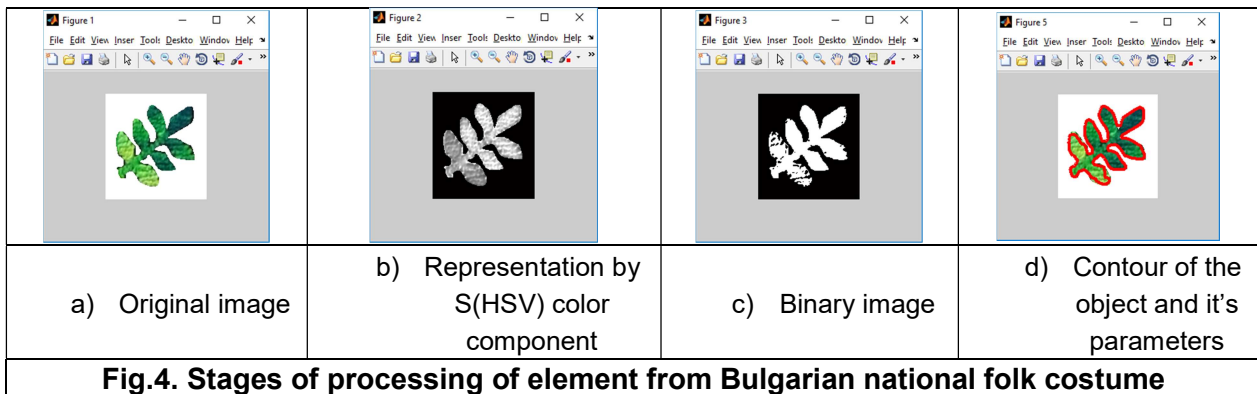 Figure 1
File Edit View Inser Tools Deskto Window Help
Figure 2
File Edit View Inser Tools Deskto Window Help
Figure 3
File Edit View Inser Tools Deskto Window Help
Figure 5
File Edit View Inser Tools Deskto Window Help
a) Original image
b) Representation by
S(HSV) color
component
c) Binary image
d) Contour of the
object and it's
parameters
Fig.4. Stages of processing of element from Bulgarian national folk costume